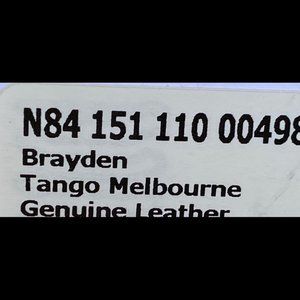 N84 151 110 00498
Brayden
Tango Melbourne
Genuine Leather